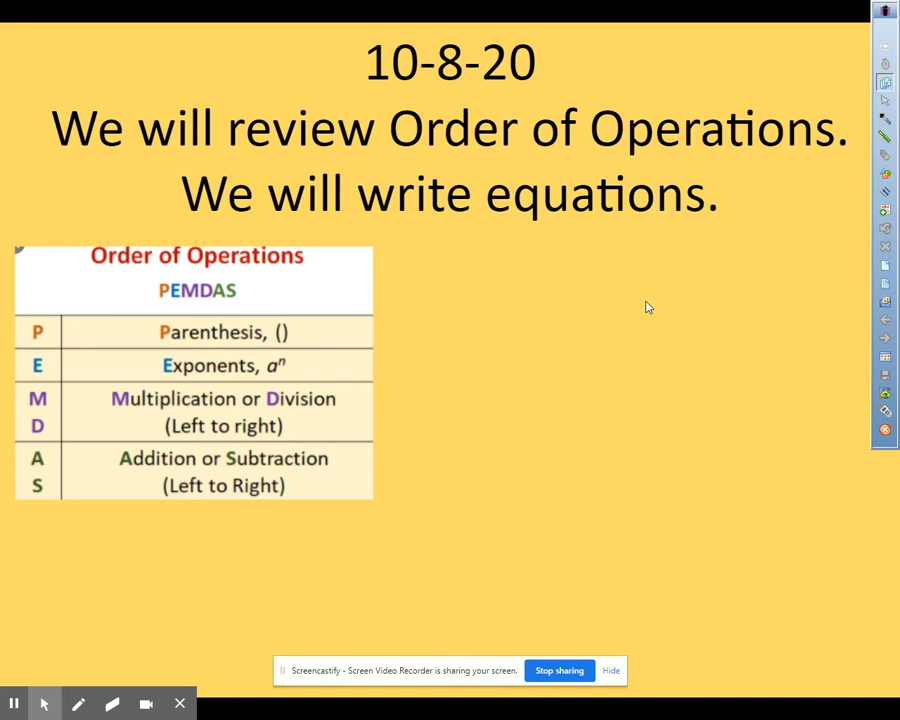 10-8-20
We will review Order of Operations.
We will write equations.
Order of Operations
PEMDAS
P Parenthesis, ()
E Exponents, aⁿ
M Multiplication or Division
D (Left to right)
A Addition or Subtraction
S (Left to Right)
Screencastify - Screen Video Recorder is sharing your screen. Stop sharing Hide